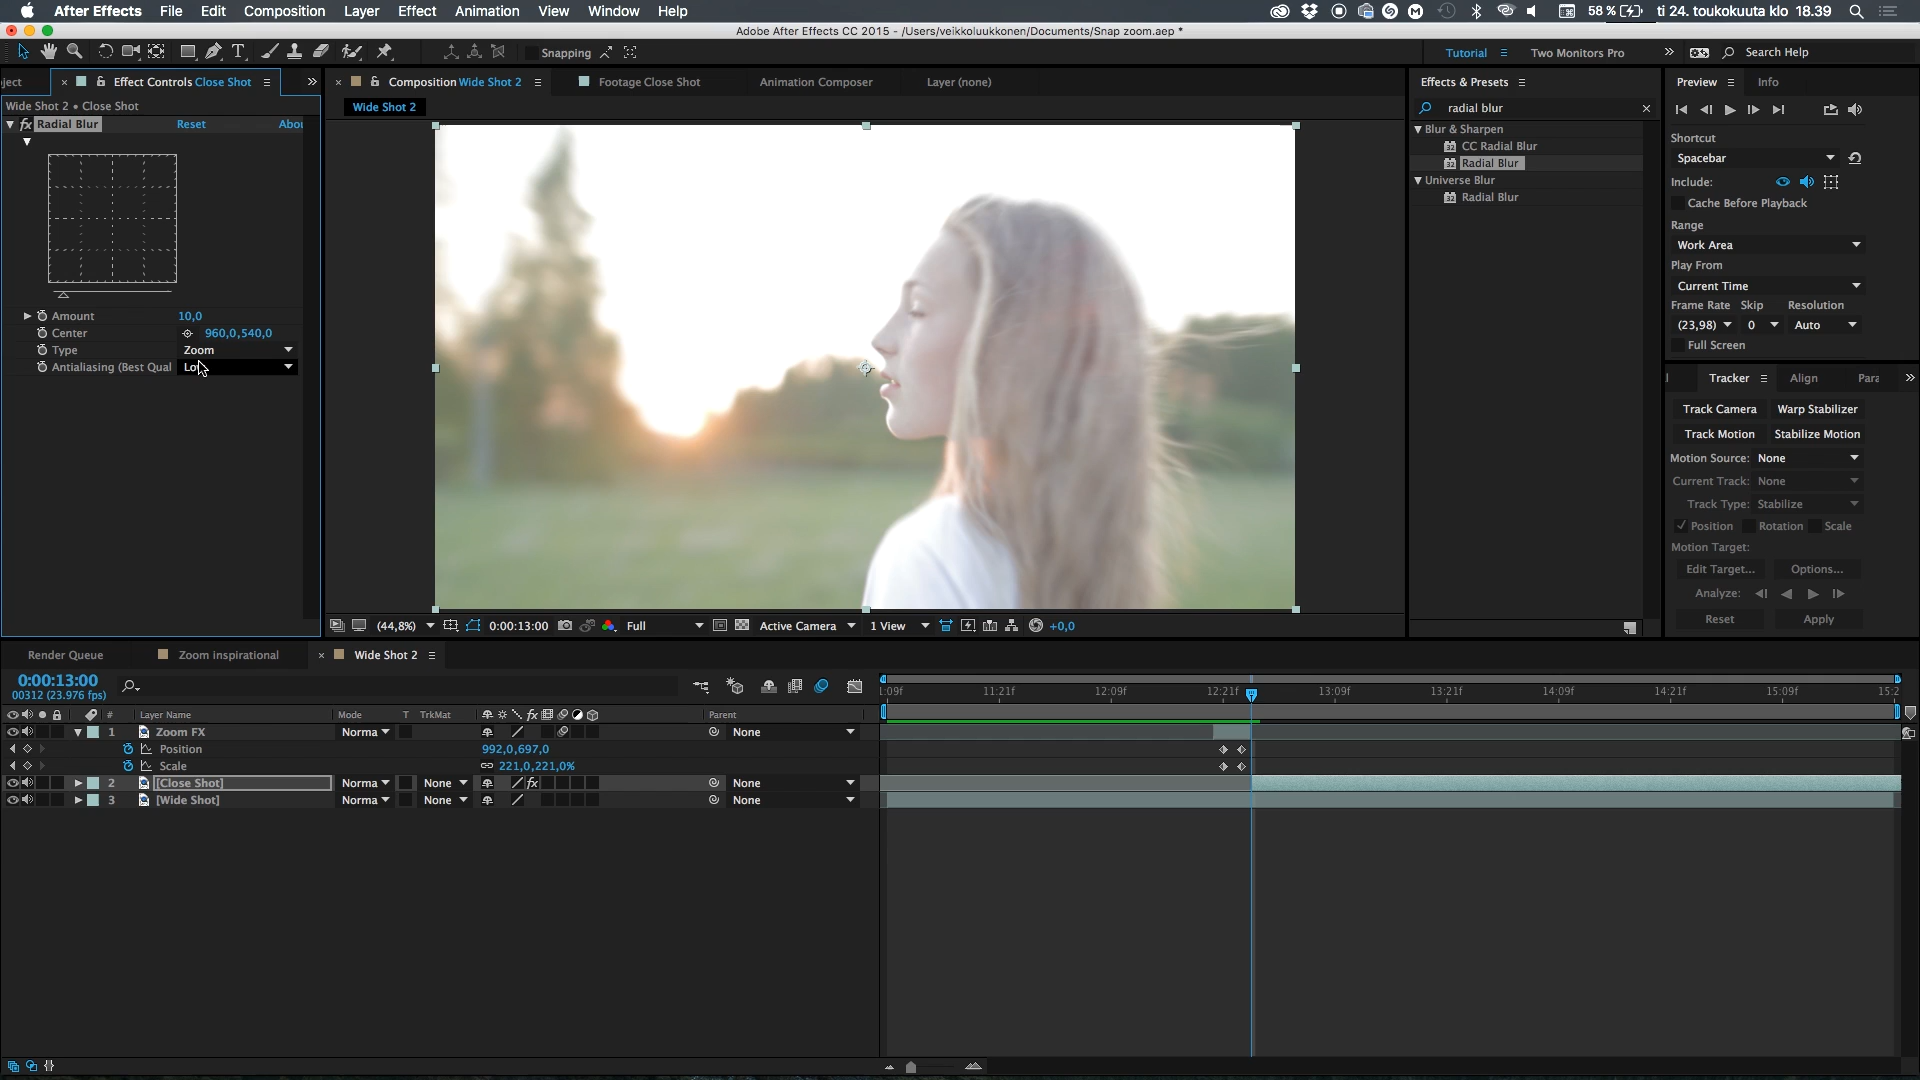 After Effects File Edit Composition Layer Effect Animation View Window Help
58 % ti 24. toukokuuta klo 18.39
Adobe After Effects CC 2015 - /Users/veikkoluukkonen/Documents/Snap zoom.aep *
Snapping
Tutorial Two Monitors Pro Search Help
ject Effect Controls Close Shot
Composition Wide Shot 2 Footage Close Shot Animation Composer Layer (none)
Effects & Presets
Preview Info
Wide Shot 2 • Close Shot
Wide Shot 2
radial blur
fx Radial Blur Reset Abou
Blur & Sharpen
CC Radial Blur
Radial Blur
Universe Blur
Radial Blur
Shortcut
Spacebar
Include:
Cache Before Playback
Range
Work Area
Play From
Current Time
Frame Rate Skip Resolution
(23,98) 0 Auto
Full Screen
Amount 10,0
Center 960,0,540,0
Type Zoom
Antialiasing (Best Qual
Tracker Align Para
Track Camera Warp Stabilizer
Track Motion Stabilize Motion
Motion Source: None
Current Track: None
Track Type: Stabilize
Position Rotation Scale
Motion Target:
Edit Target... Options...
Analyze:
Reset Apply
(44,8%) 0:00:13:00 Full Active Camera 1 View +0,0
Render Queue Zoom inspirational Wide Shot 2
0:00:13:00
00312 (23.976 fps)
1:09f 11:21f 12:09f 12:21f 13:09f 13:21f 14:09f 14:21f 15:09f 15:2
# Layer Name Mode T TrkMat fx Parent
1 Zoom FX Norma None
Position 992,0,697,0
Scale 221,0,221,0%
2 [Close Shot] Norma None fx None
3 [Wide Shot] Norma None None